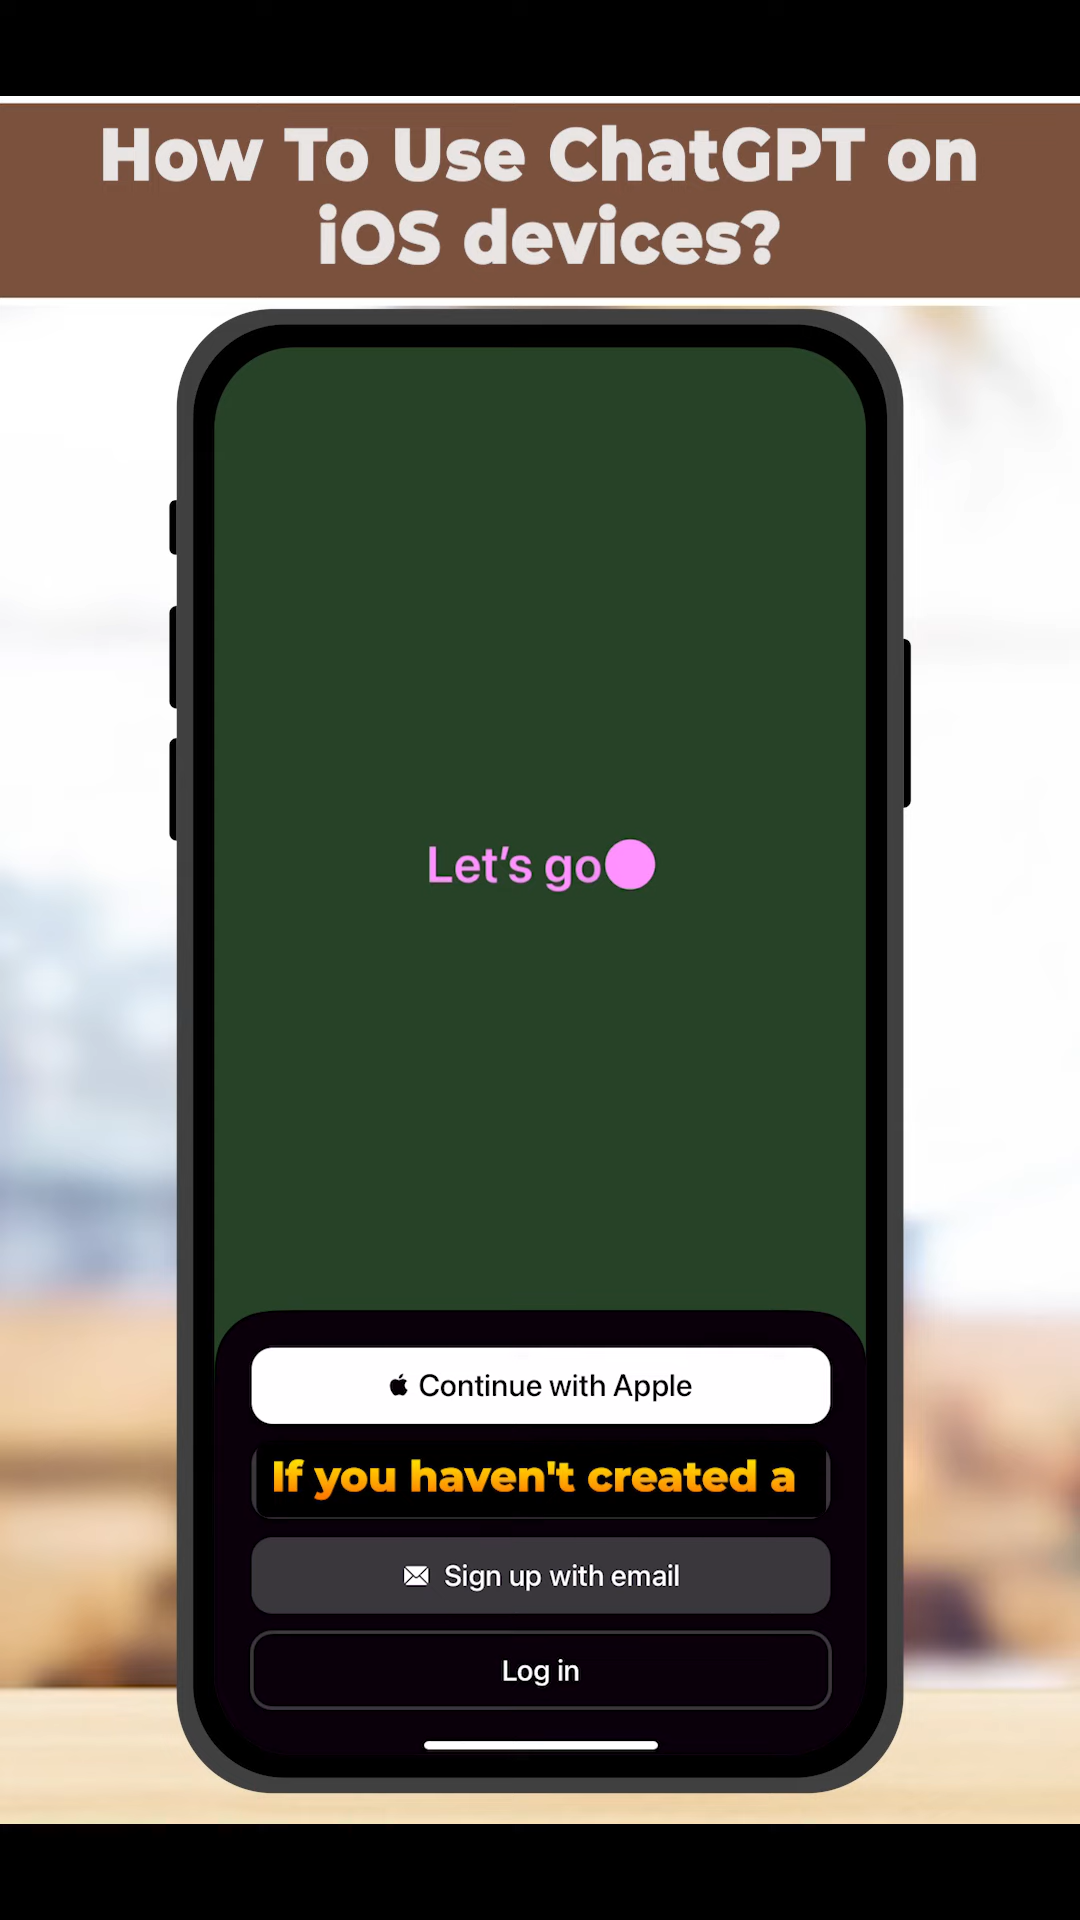 How To Use ChatGPT on
iOS devices?
Let’s go
Continue with Apple
If you haven't created a
Sign up with email
Log in